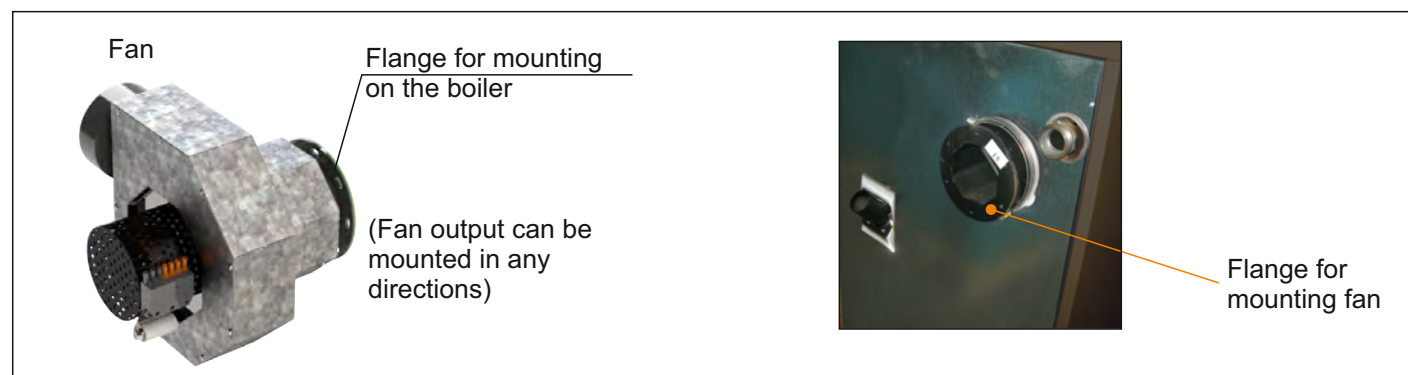 Fan
Flange for mounting
on the boiler
(Fan output can be
mounted in any
directions)
Flange for
mounting fan